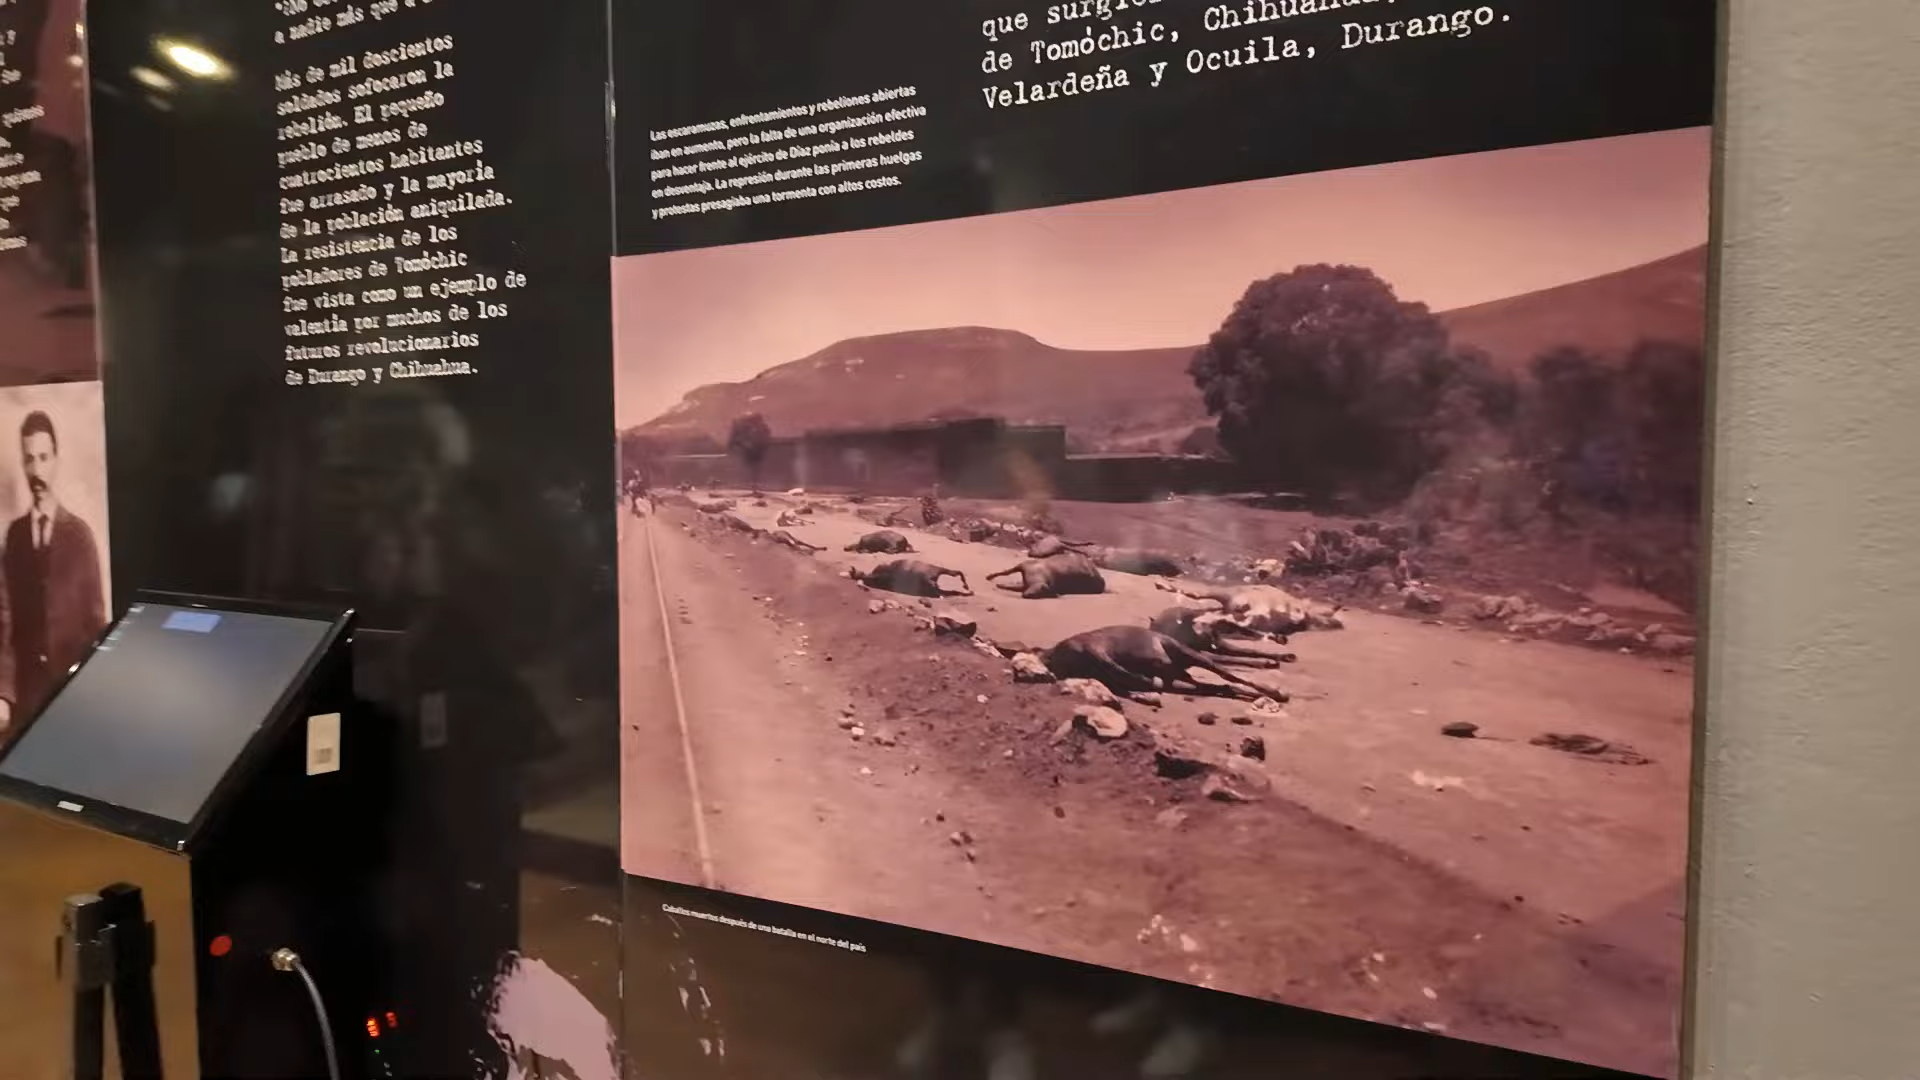 a nadie más que a
Más de mil doscientos
soldados sofocaron la
rebelión. El pequeño
pueblo de menos de
cuatrocientos habitantes
fue arrasado y la mayoría
de la población aniquilada.
La resistencia de los
pobladores de Tomóchic
fue vista como un ejemplo de
valentía por muchos de los
futuros revolucionarios
de Durango y Chihuahua.
que
de Tomóchic, Chihuahua,
Velardeña y Ocuila, Durango.
Las escaramuzas, enfrentamientos y rebeliones abiertas
iban en aumento, pero la falta de una organización efectiva
para hacer frente al ejército de Díaz ponía a los rebeldes
en desventaja. La represión durante las primeras huelgas
y protestas presagiaba una tormenta con altos costos.
Caballos muertos después de una batalla en el norte del país